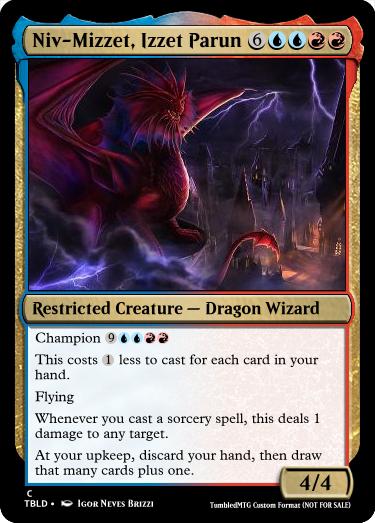 Niv-Mizzet, Izzet Parun 6
Restricted Creature — Dragon Wizard
Champion 9
This costs 1 less to cast for each card in your
hand.
Flying
Whenever you cast a sorcery spell, this deals 1
damage to any target.
At your upkeep, discard your hand, then draw
that many cards plus one.
4/4
C
TBLD • Igor Neves Brizzi
TumbledMTG Custom Format (NOT FOR SALE)